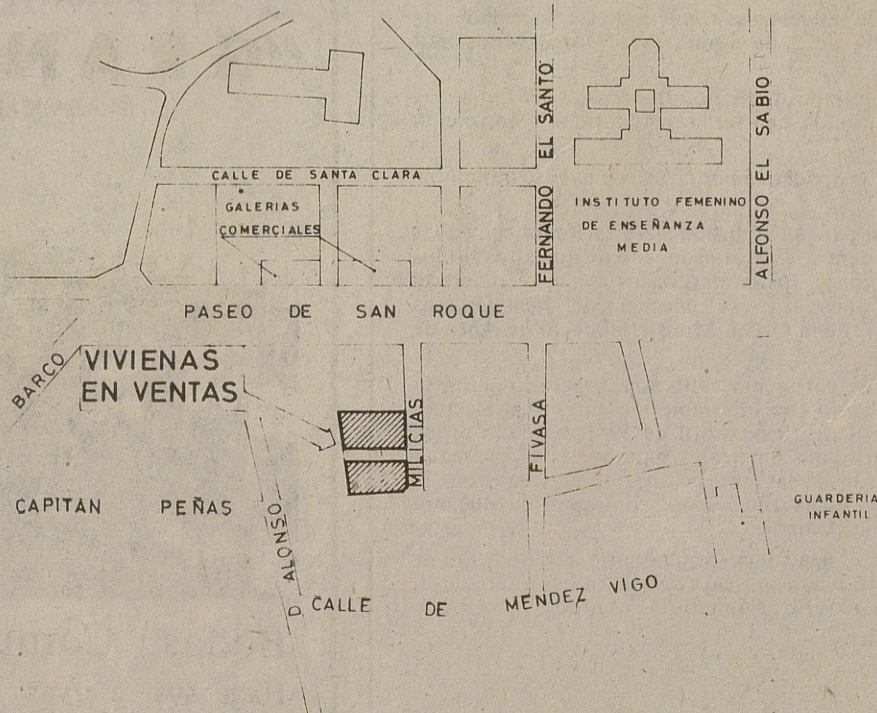 FERNANDO EL SANTO
ALFONSO EL SABIO
CALLE DE SANTA CLARA
GALERIAS
COMERCIALES
INSTITUTO FEMENINO
DE ENSEÑANZA
MEDIA
PASEO DE SAN ROQUE
BARCO
VIVIENAS
EN VENTAS
MILICIAS
FIVASA
CAPITAN PEÑAS
D. ALONSO
GUARDERIA
INFANTIL
CALLE DE MENDEZ VIGO